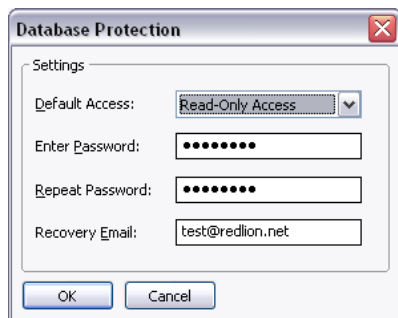 Database Protection
Settings
Default Access: Read-Only Access
Enter Password: ●●●●●●●●
Repeat Password: ●●●●●●●●
Recovery Email: test@redlion.net
OK Cancel